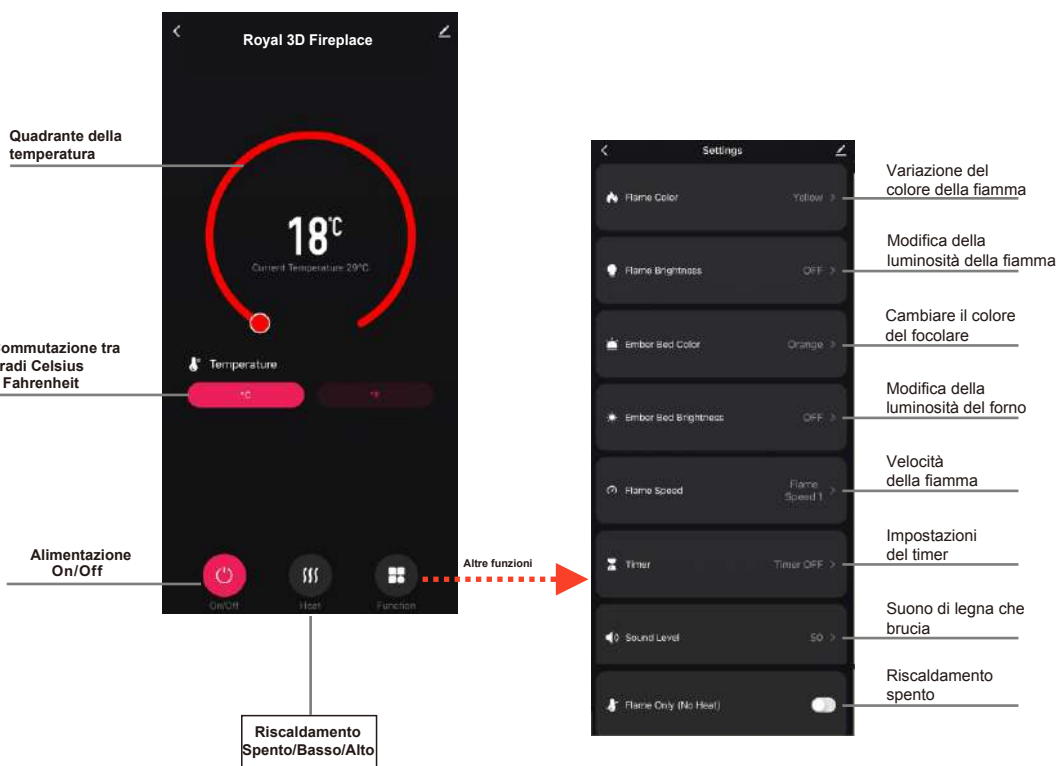 Royal 3D Fireplace
Quadrante della
temperatura
18°C
Current Temperature 29°C
ommutazione tra
radi Celsius
Fahrenheit
Temperature
°C
°F
Alimentazione
On/Off
On/Off
Heat
Function
Altre funzioni
Riscaldamento
Spento/Basso/Alto
Settings
Flame Color
Yellow >
Variazione del
colore della fiamma
Flame Brightness
OFF >
Modifica della
luminosità della fiamma
Ember Bed Color
Orange >
Cambiare il colore
del focolare
Ember Bed Brightness
OFF >
Modifica della
luminosità del forno
Flame Speed
Flame
Speed 1 >
Velocità
della fiamma
Timer
Timer OFF >
Impostazioni
del timer
Sound Level
50 >
Suono di legna che
brucia
Flame Only (No Heat)
Riscaldamento
spento